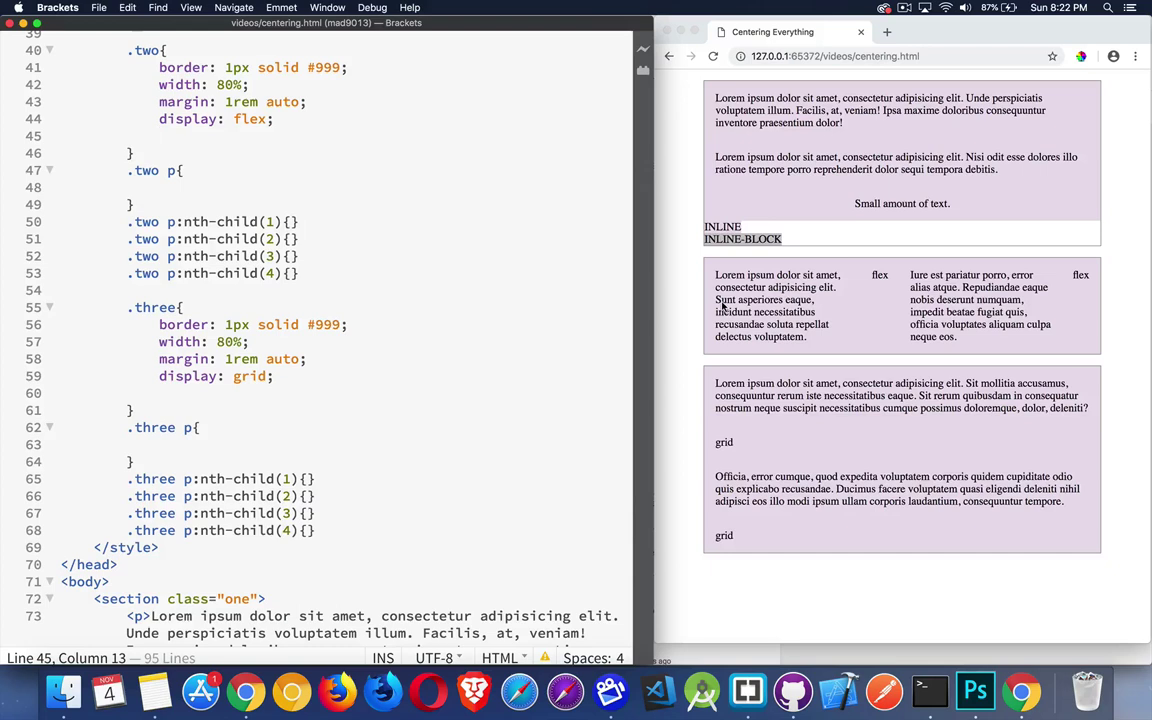 Brackets File Edit Find View Navigate Emmet Window Debug Help 87% Sun 8:22 PM
videos/centering.html (mad9013) — Brackets
39
40 .two{
41 border: 1px solid #999;
42 width: 80%;
43 margin: 1rem auto;
44 display: flex;
45
46 }
47 .two p{
48
49 }
50 .two p:nth-child(1){}
51 .two p:nth-child(2){}
52 .two p:nth-child(3){}
53 .two p:nth-child(4){}
54
55 .three{
56 border: 1px solid #999;
57 width: 80%;
58 margin: 1rem auto;
59 display: grid;
60
61 }
62 .three p{
63
64 }
65 .three p:nth-child(1){}
66 .three p:nth-child(2){}
67 .three p:nth-child(3){}
68 .three p:nth-child(4){}
69 </style>
70 </head>
71 <body>
72 <section class="one">
73 <p>Lorem ipsum dolor sit amet, consectetur adipisicing elit.
Unde perspiciatis voluptatem illum. Facilis, at, veniam!
Line 45, Column 13 — 95 Lines INS UTF-8 HTML Spaces: 4
Centering Everything
127.0.0.1:65372/videos/centering.html
Lorem ipsum dolor sit amet, consectetur adipisicing elit. Unde perspiciatis
voluptatem illum. Facilis, at, veniam! Ipsa maxime doloribus consequuntur
inventore praesentium dolor!
Lorem ipsum dolor sit amet, consectetur adipisicing elit. Nisi odit esse dolores illo
ratione tempore porro reprehenderit dolor sequi tempora debitis.
Small amount of text.
INLINE
INLINE-BLOCK
Lorem ipsum dolor sit amet,
consectetur adipisicing elit.
Sunt asperiores eaque,
incidunt necessitatibus
recusandae soluta repellat
delectus voluptatem.
flex
Iure est pariatur porro, error
alias atque. Repudiandae eaque
nobis deserunt numquam,
impedit beatae fugiat quis,
officia voluptates aliquam culpa
neque eos.
flex
Lorem ipsum dolor sit amet, consectetur adipisicing elit. Sit mollitia accusamus,
consequuntur rerum iste necessitatibus eaque. Sit rerum quibusdam in consequatur
nostrum neque suscipit necessitatibus cumque possimus doloremque, dolor, deleniti?
grid
Officia, error cumque, quod expedita voluptatem corporis quidem cupiditate odio
quis explicabo recusandae. Ducimus facere voluptatem quasi eligendi deleniti nihil
adipisci eos illo modi ipsum ullam corporis laudantium, consequuntur tempore.
grid
ago
NOV
4
1
Ps